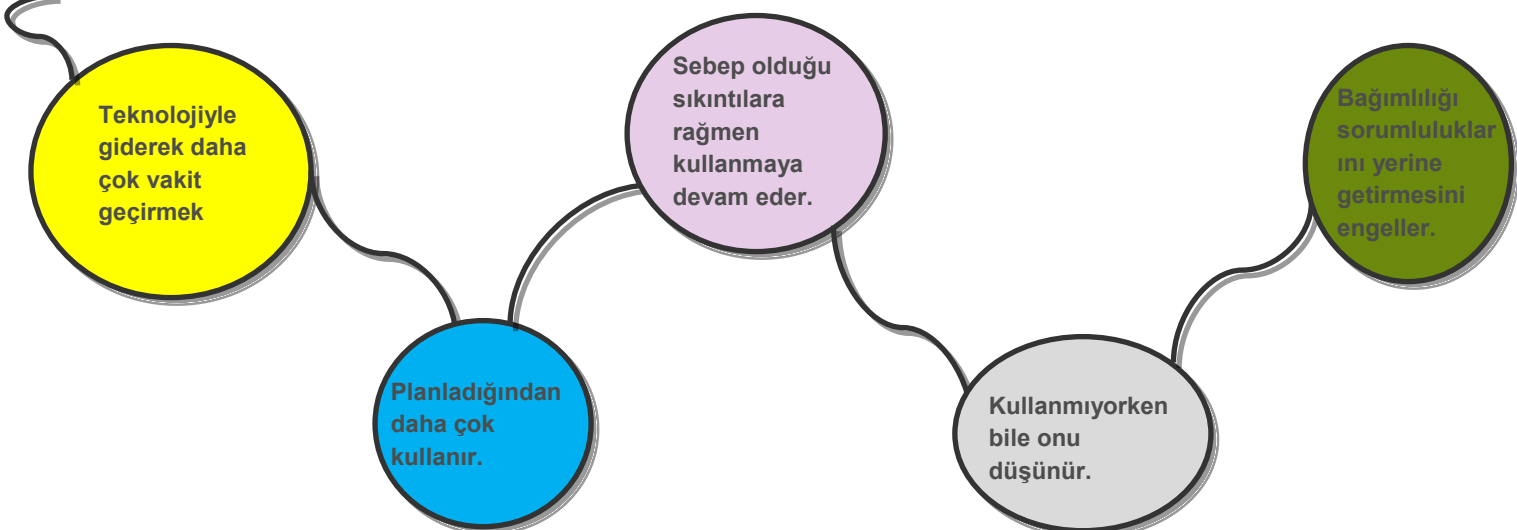 Teknolojiyle
giderek daha
çok vakit
geçirmek
Planladığından
daha çok
kullanır.
Sebep olduğu
sıkıntılara
rağmen
kullanmaya
devam eder.
Kullanmıyorken
bile onu
düşünür.
Bağımlılığı
sorumluluklar
ını yerine
getirmesini
engeller.